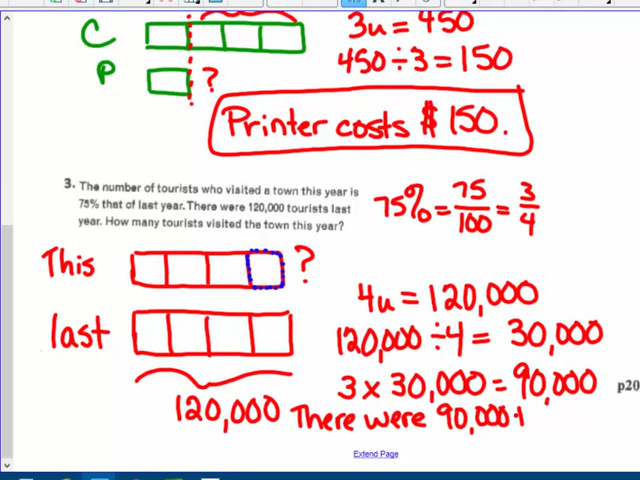 3u = 450
C
450 ÷ 3 = 150
P
?
Printer costs $150.
3. The number of tourists who visited a town this year is
75% that of last year. There were 120,000 tourists last
year. How many tourists visited the town this year?
75% = 75/100 = 3/4
This
?
4u = 120,000
last
120,000 ÷ 4 = 30,000
3 x 30,000 = 90,000
p20
120,000
There were 90,000
Extend Page